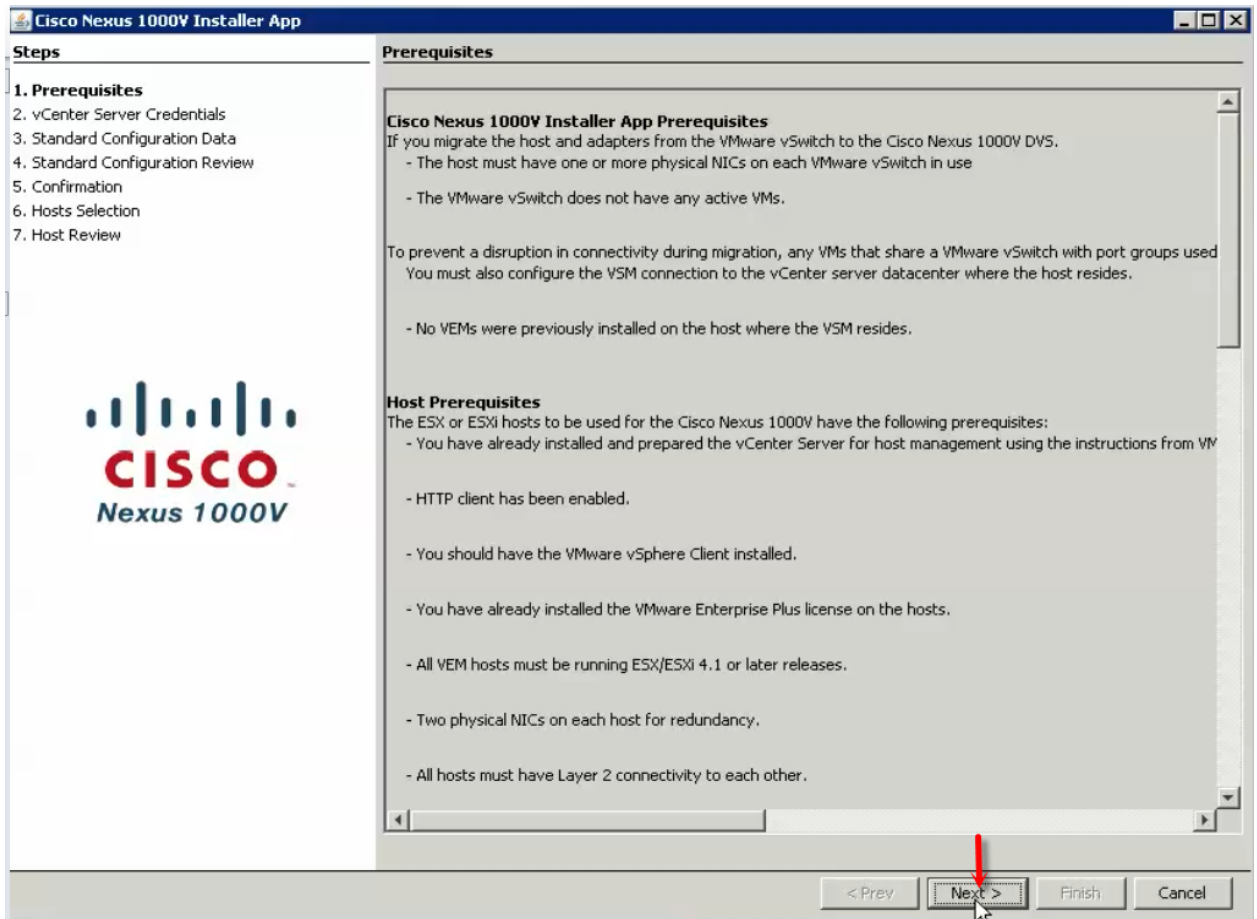 Cisco Nexus 1000V Installer App
Steps
1. Prerequisites
2. vCenter Server Credentials
3. Standard Configuration Data
4. Standard Configuration Review
5. Confirmation
6. Hosts Selection
7. Host Review
CISCO
Nexus 1000V
Prerequisites
Cisco Nexus 1000V Installer App Prerequisites
If you migrate the host and adapters from the VMware vSwitch to the Cisco Nexus 1000V DVS.
- The host must have one or more physical NICs on each VMware vSwitch in use
- The VMware vSwitch does not have any active VMs.
To prevent a disruption in connectivity during migration, any VMs that share a VMware vSwitch with port groups used
You must also configure the VSM connection to the vCenter server datacenter where the host resides.
- No VEMs were previously installed on the host where the VSM resides.
Host Prerequisites
The ESX or ESXi hosts to be used for the Cisco Nexus 1000V have the following prerequisites:
- You have already installed and prepared the vCenter Server for host management using the instructions from VM
- HTTP client has been enabled.
- You should have the VMware vSphere Client installed.
- You have already installed the VMware Enterprise Plus license on the hosts.
- All VEM hosts must be running ESX/ESXi 4.1 or later releases.
- Two physical NICs on each host for redundancy.
- All hosts must have Layer 2 connectivity to each other.
< Prev
Next >
Finish
Cancel